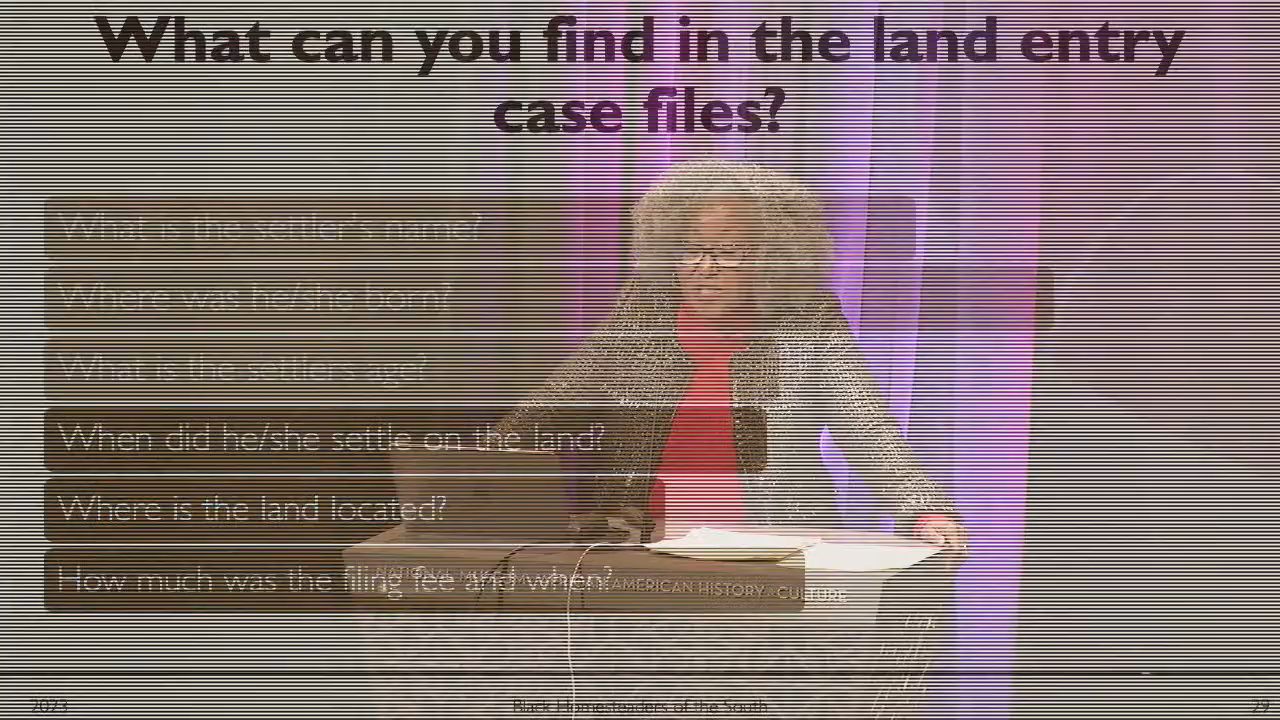 What can you find in the land entry
case files?
What is the settler's name?
Where was he/she born?
What is the settlers age?
When did he/she settle on the land?
Where is the land located?
How much was the filing fee and when?
NATIONAL AMERICAN HISTORY & CULTURE
2023
Black Homesteaders of the South
29